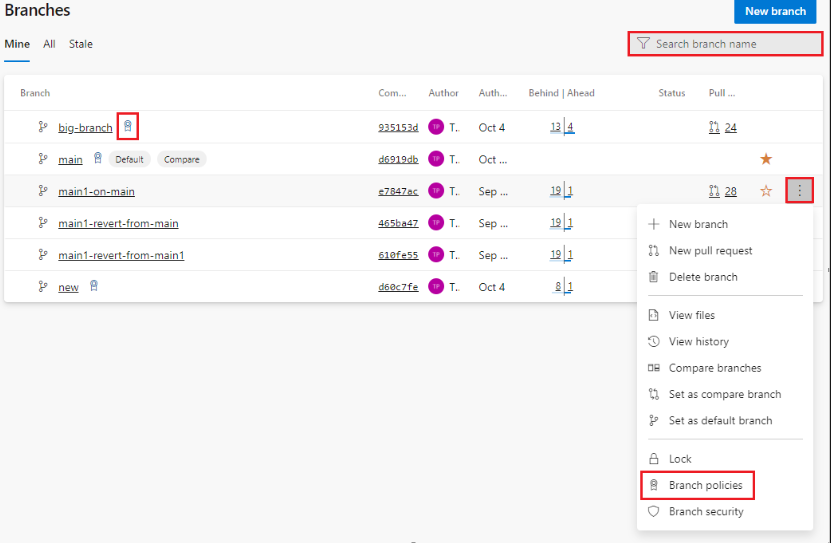 Branches
New branch
Mine All Stale
Search branch name
Branch Com... Author Auth... Behind | Ahead Status Pull ...
big-branch 935153d TP T.. Oct 4 13 4 24
main Default Compare d6919db TP T.. Oct ...
main1-on-main e7847ac TP T.. Sep ... 19 1 28
main1-revert-from-main 465ba47 TP T.. Sep ... 19 1
main1-revert-from-main1 610fe55 TP T.. Sep ... 19 1
new d60c7fe TP T.. Oct 4 8 1
New branch
New pull request
Delete branch
View files
View history
Compare branches
Set as compare branch
Set as default branch
Lock
Branch policies
Branch security